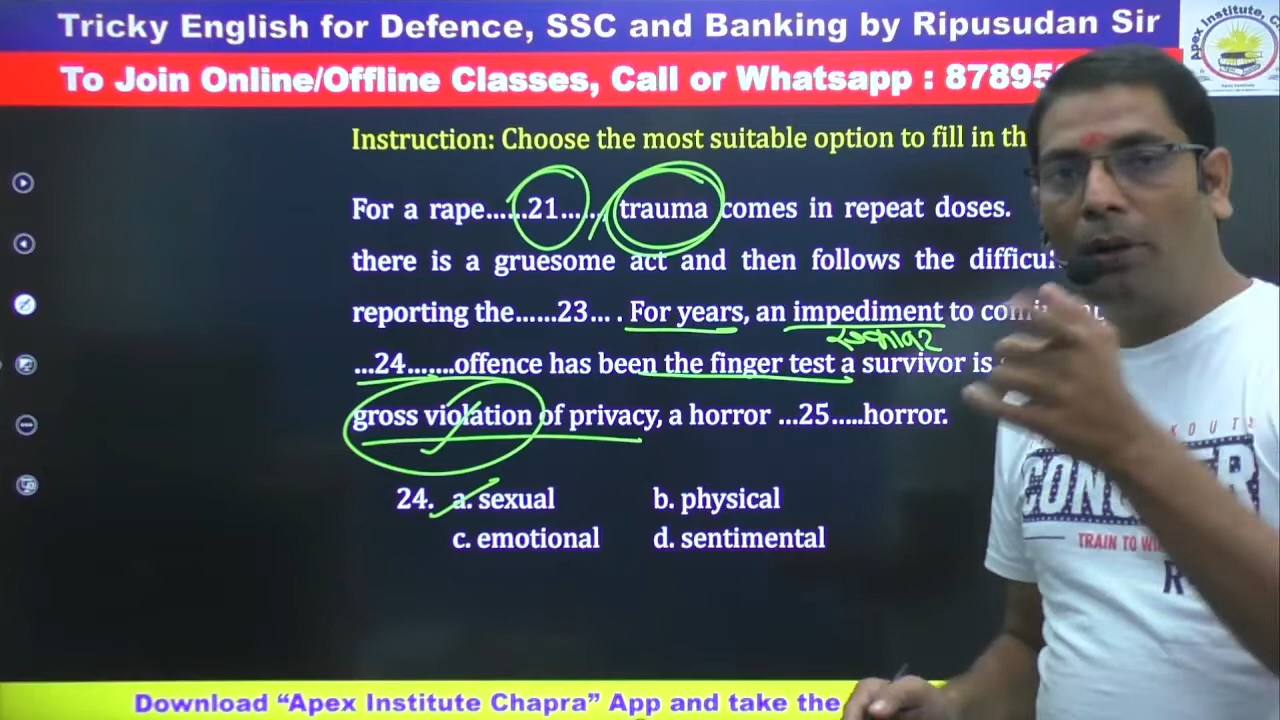 Tricky English for Defence, SSC and Banking by Ripusudan Sir
Apex Institute, C
To Join Online/Offline Classes, Call or Whatsapp : 87895
Instruction: Choose the most suitable option to fill in th
For a rape......21......, trauma comes in repeat doses.
there is a gruesome act and then follows the difficul
reporting the......23... . For years, an impediment to
रुकावट
...24.......offence has been the finger test a survivor is
gross violation of privacy, a horror ...25.....horror.
24. a. sexual b. physical
c. emotional d. sentimental
TRAIN TO
Download “Apex Institute Chapra” App and take the